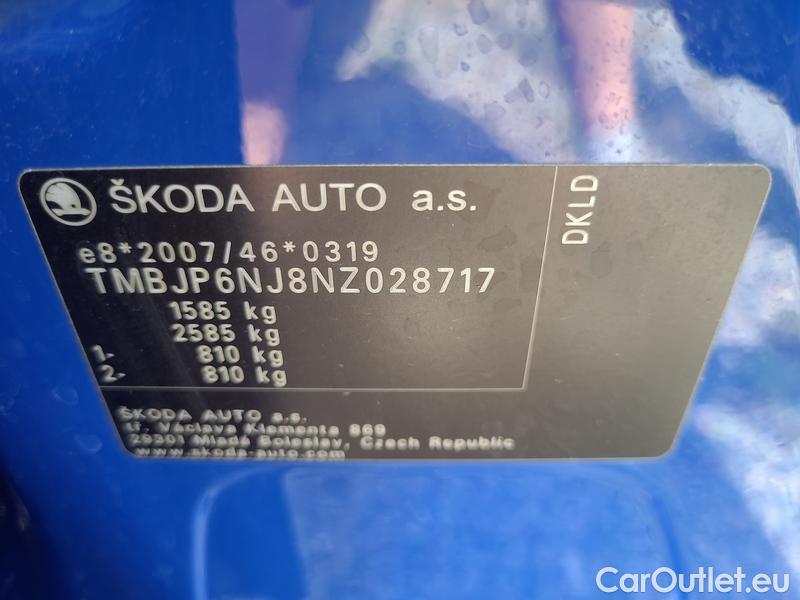 ŠKODA AUTO a.s.
DKLD
e8*2007/46*0319
TMBJP6NJ8NZ028717
1585 kg
2585 kg
1- 810 kg
2- 810 kg
ŠKODA AUTO a.s.
tř. Václava Klementa 869
29301 Mladá Boleslav, Czech Republic
www.skoda-auto.com
CarOutlet.eu